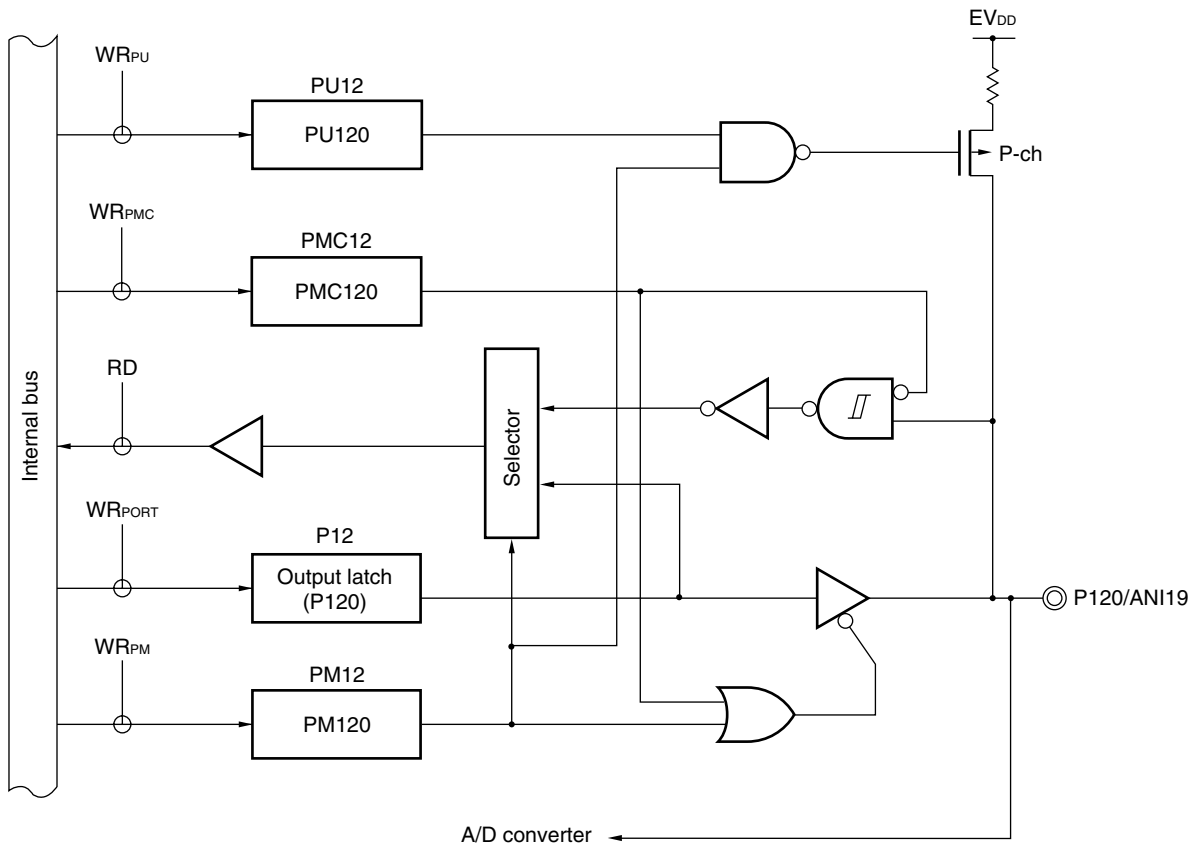 EVDD
WRPU
PU12
PU120
P-ch
WRPMC
PMC12
PMC120
RD
Selector
Internal bus
WRPORT
P12
Output latch
(P120)
P120/ANI19
WRPM
PM12
PM120
A/D converter